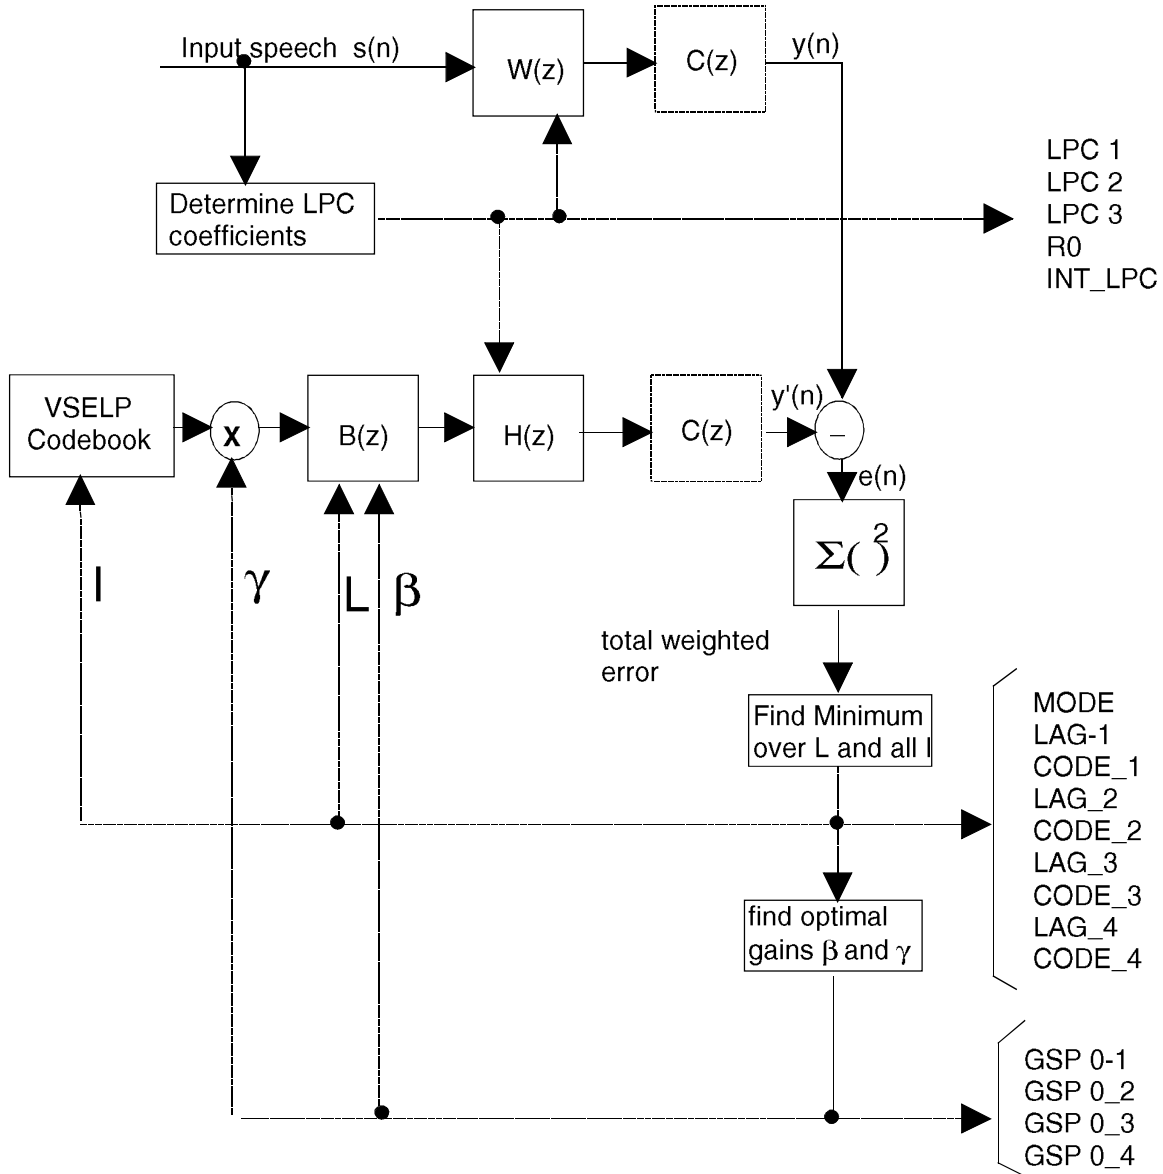 Input speech s(n)
W(z)
C(z)
y(n)
Determine LPC
coefficients
LPC 1
LPC 2
LPC 3
R0
INT_LPC
VSELP
Codebook
X
B(z)
H(z)
C(z)
y'(n)
–
e(n)
Σ( )²
I
γ
L
β
total weighted
error
Find Minimum
over L and all I
MODE
LAG-1
CODE_1
LAG_2
CODE_2
LAG_3
CODE_3
LAG_4
CODE_4
find optimal
gains β and γ
GSP 0-1
GSP 0_2
GSP 0_3
GSP 0_4